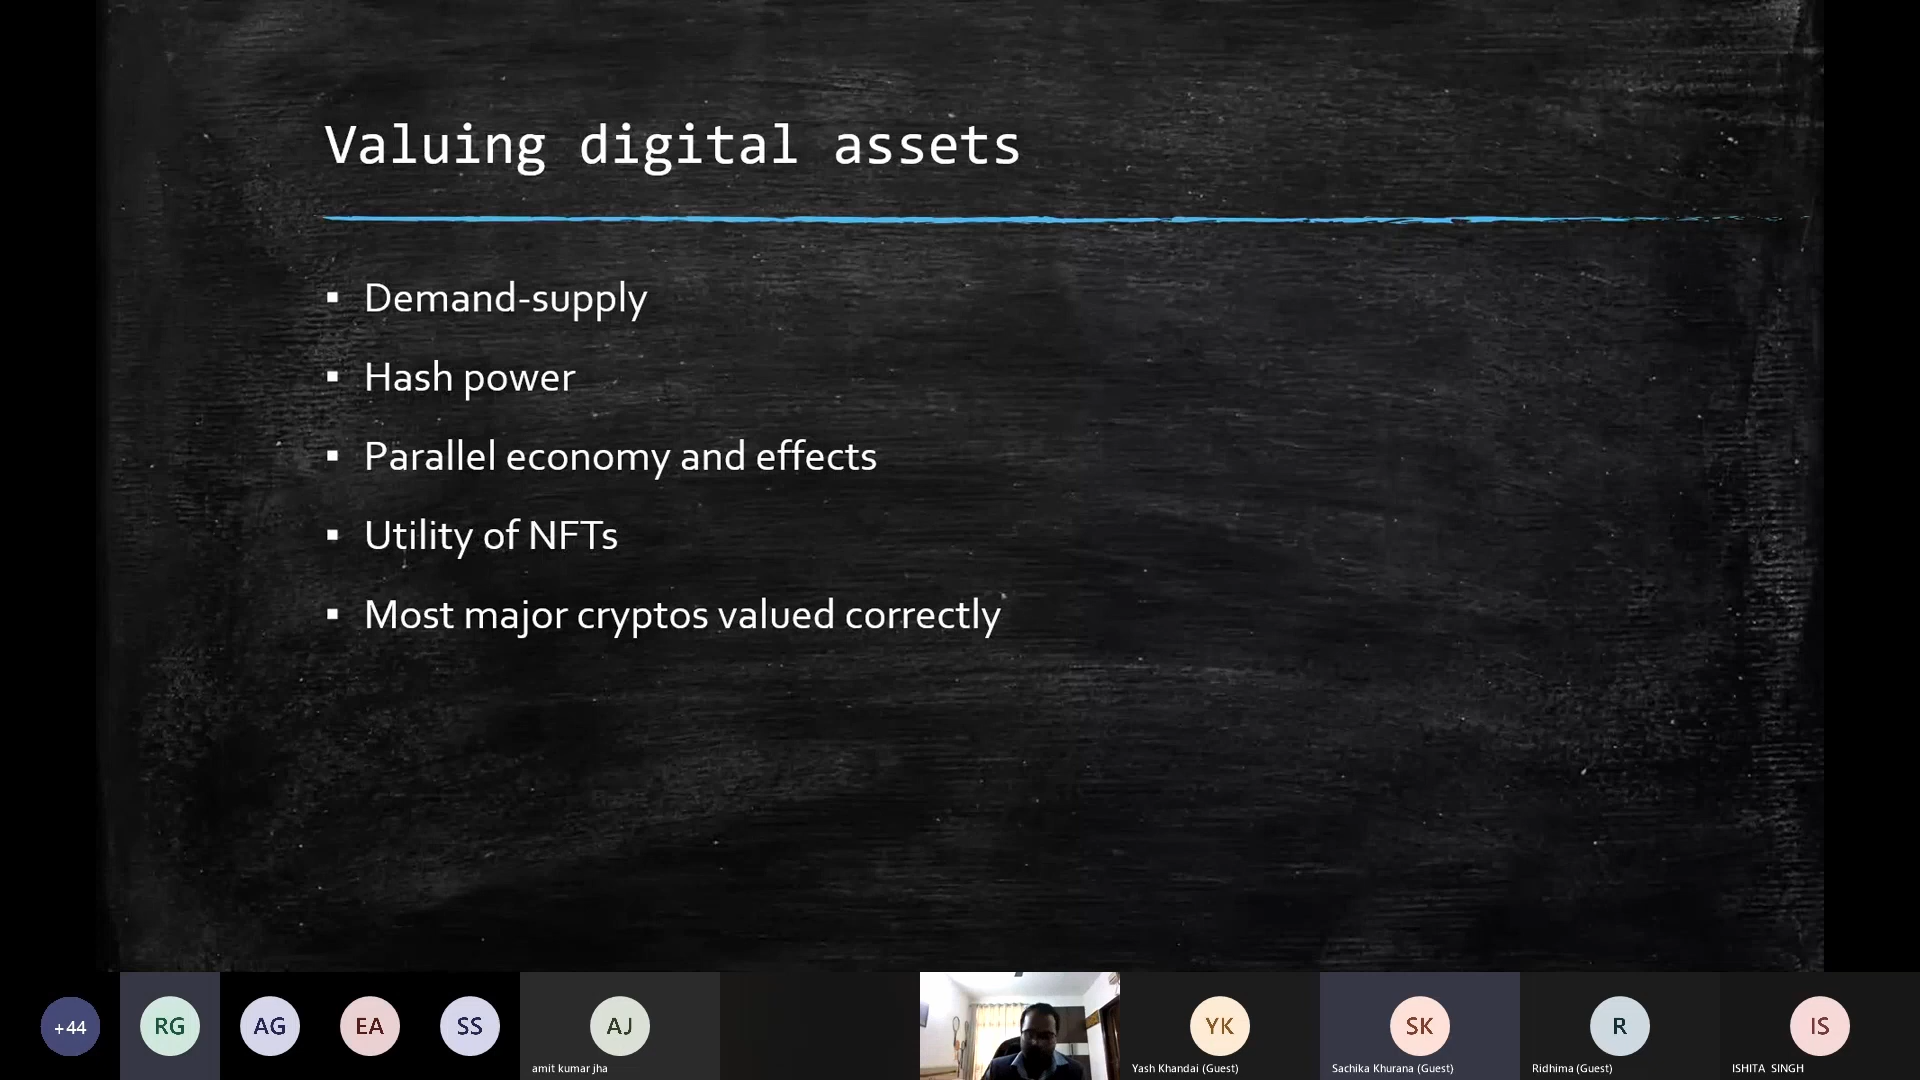 Valuing digital assets
▪ Demand-supply
▪ Hash power
▪ Parallel economy and effects
▪ Utility of NFTs
▪ Most major cryptos valued correctly
+44
RG
AG
EA
SS
AJ
amit kumar jha
YK
Yash Khandai (Guest)
SK
Sachika Khurana (Guest)
R
Ridhima (Guest)
IS
ISHITA SINGH